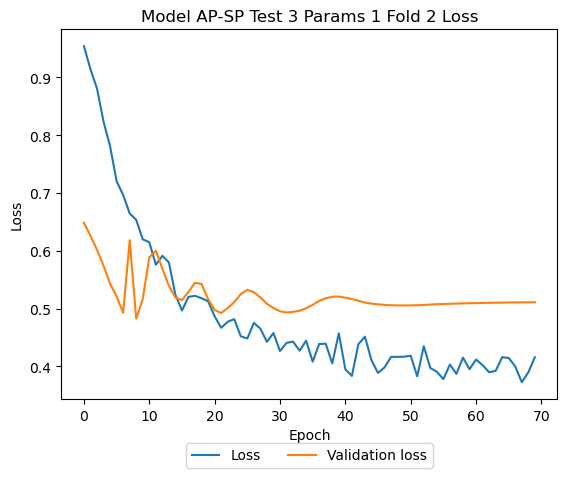 Model AP-SP Test 3 Params 1 Fold 2 Loss
0.9
0.8
0.7
0.6
0.5
0.4
Loss
0 10 20 30 40 50 60 70
Epoch
Loss Validation loss